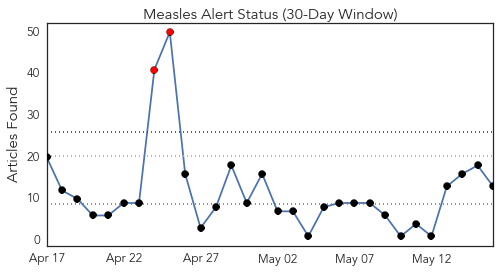 Measles Alert Status (30-Day Window)
50
40
30
20
10
0
Articles Found
Apr 17
Apr 22
Apr 27
May 02
May 07
May 12